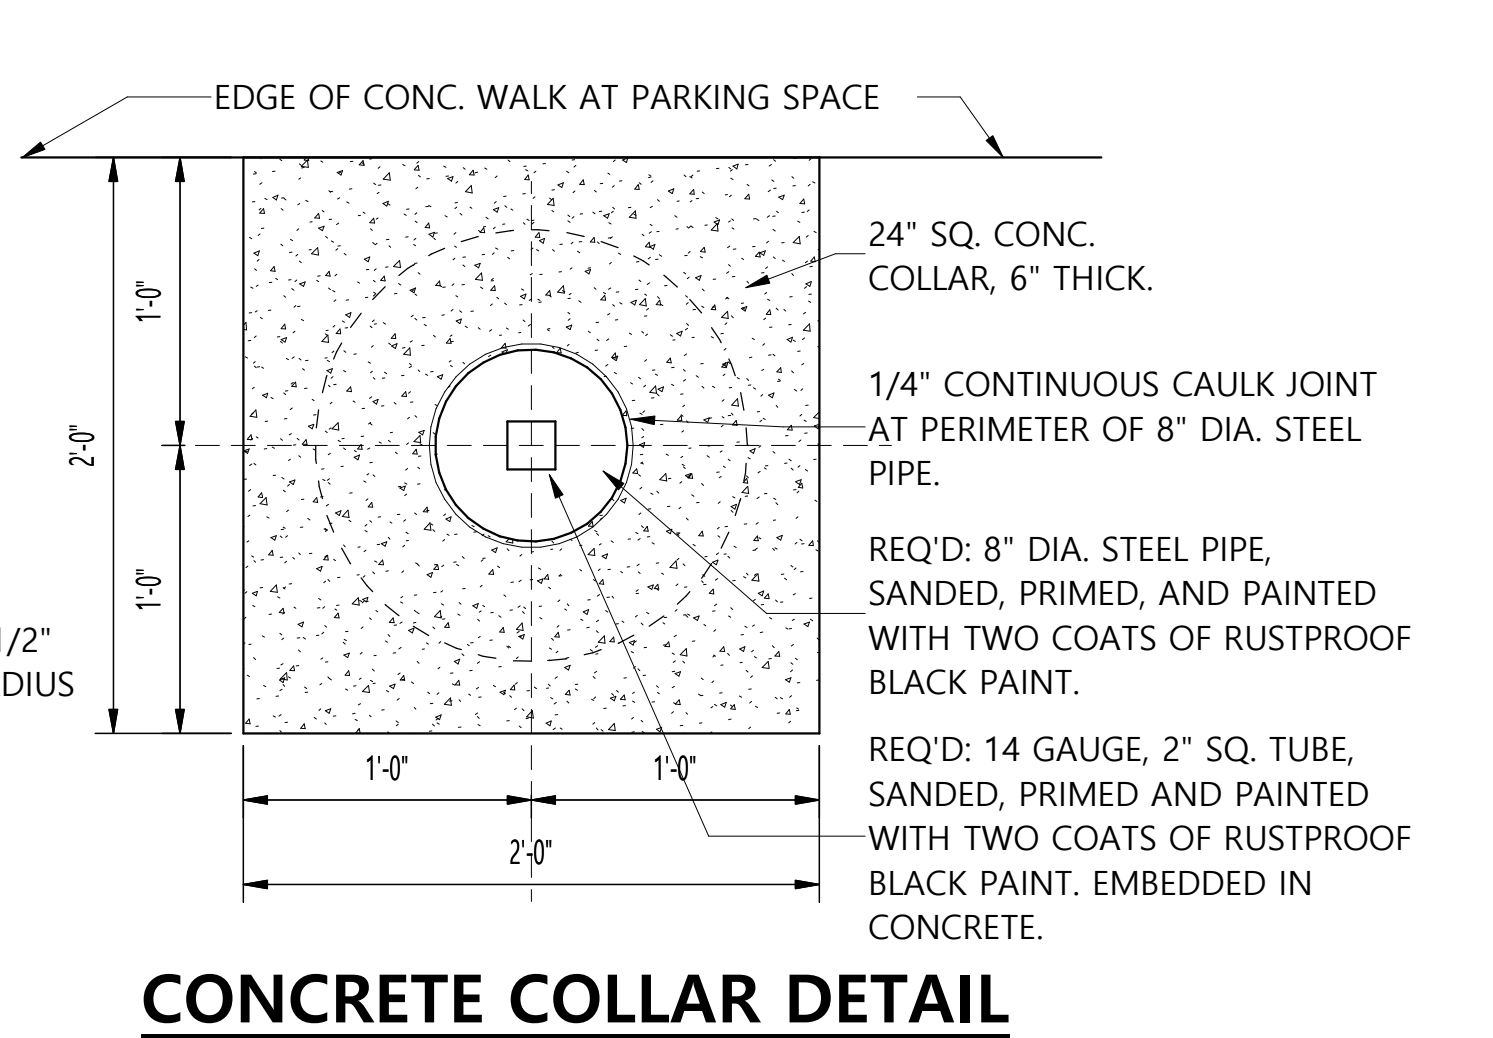 EDGE OF CONC. WALK AT PARKING SPACE
24" SQ. CONC.
COLLAR, 6" THICK.
1'-0"
1/4" CONTINUOUS CAULK JOINT
AT PERIMETER OF 8" DIA. STEEL
PIPE.
2'-0"
REQ'D: 8" DIA. STEEL PIPE,
SANDED, PRIMED, AND PAINTED
WITH TWO COATS OF RUSTPROOF
BLACK PAINT.
1'-0"
/2"
DIUS
REQ'D: 14 GAUGE, 2" SQ. TUBE,
SANDED, PRIMED AND PAINTED
WITH TWO COATS OF RUSTPROOF
BLACK PAINT. EMBEDDED IN
CONCRETE.
1'-0" 1'-0"
2'-0"
CONCRETE COLLAR DETAIL